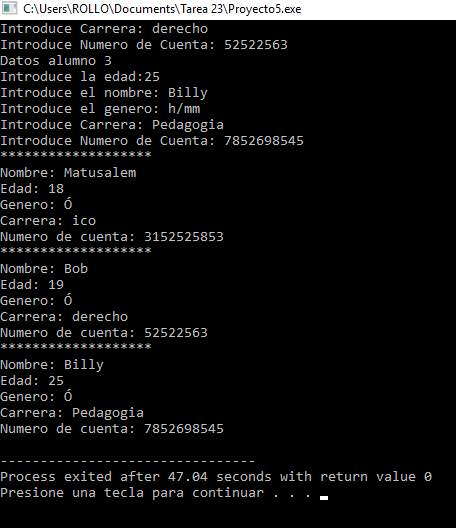 C:\Users\ROLLO\Documents\Tarea 23\Proyecto5.exe
Introduce Carrera: derecho
Introduce Numero de Cuenta: 52522563
Datos alumno 3
Introduce la edad:25
Introduce el nombre: Billy
Introduce el genero: h/mm
Introduce Carrera: Pedagogia
Introduce Numero de Cuenta: 7852698545
*******************
Nombre: Matusalem
Edad: 18
Genero: Ó
Carrera: ico
Numero de cuenta: 3152525853
*******************
Nombre: Bob
Edad: 19
Genero: Ó
Carrera: derecho
Numero de cuenta: 52522563
*******************
Nombre: Billy
Edad: 25
Genero: Ó
Carrera: Pedagogia
Numero de cuenta: 7852698545
--------------------------------
Process exited after 47.04 seconds with return value 0
Presione una tecla para continuar . . .